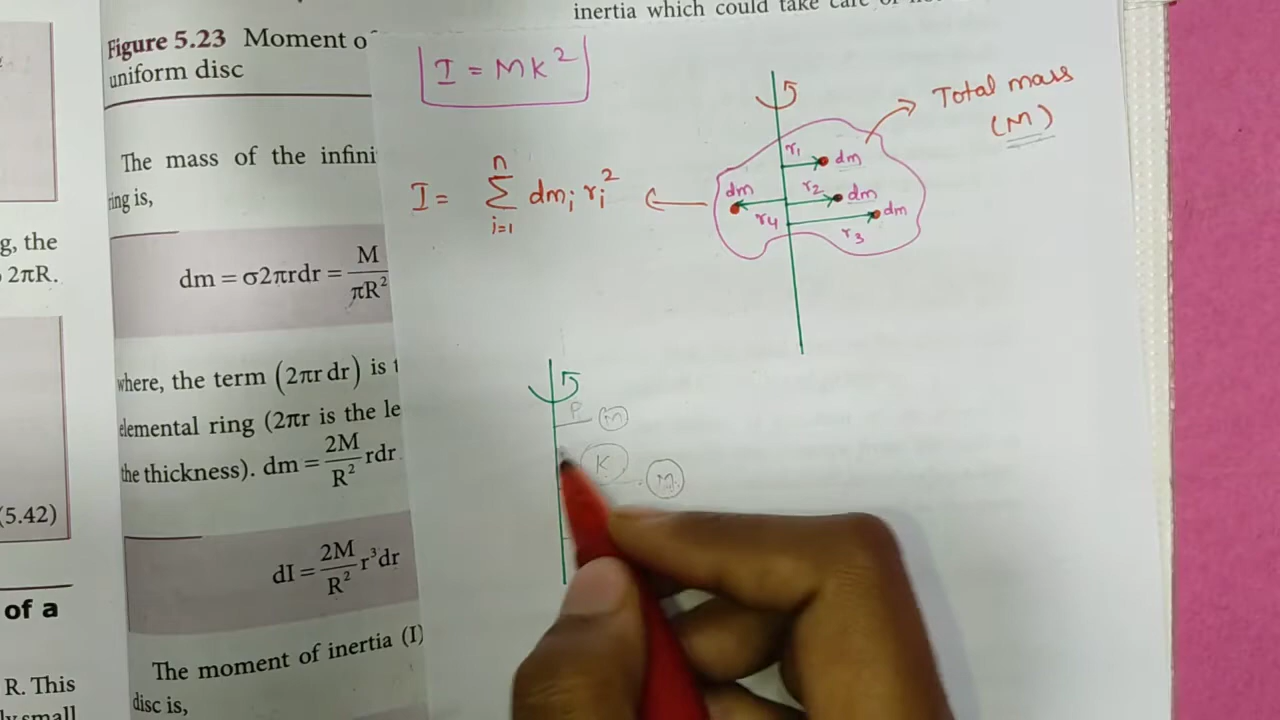 inertia which could take care of
Figure 5.23 Moment of
uniform disc
The mass of the infini
ring is,
g, the
2πR.
dm = σ2πrdr = M/πR²
where, the term (2πr dr) is t
elemental ring (2πr is the le
the thickness). dm = 2M/R² rdr
(5.42)
dI = 2M/R² r³dr
of a
The moment of inertia (I)
R. This
disc is,
ly small
I = MK²
Total mass
(M)
r₁ dm
dm r₂ dm
r₄ dm
r₃
I = Σ dmᵢ rᵢ²
n
i=1
m
K
M